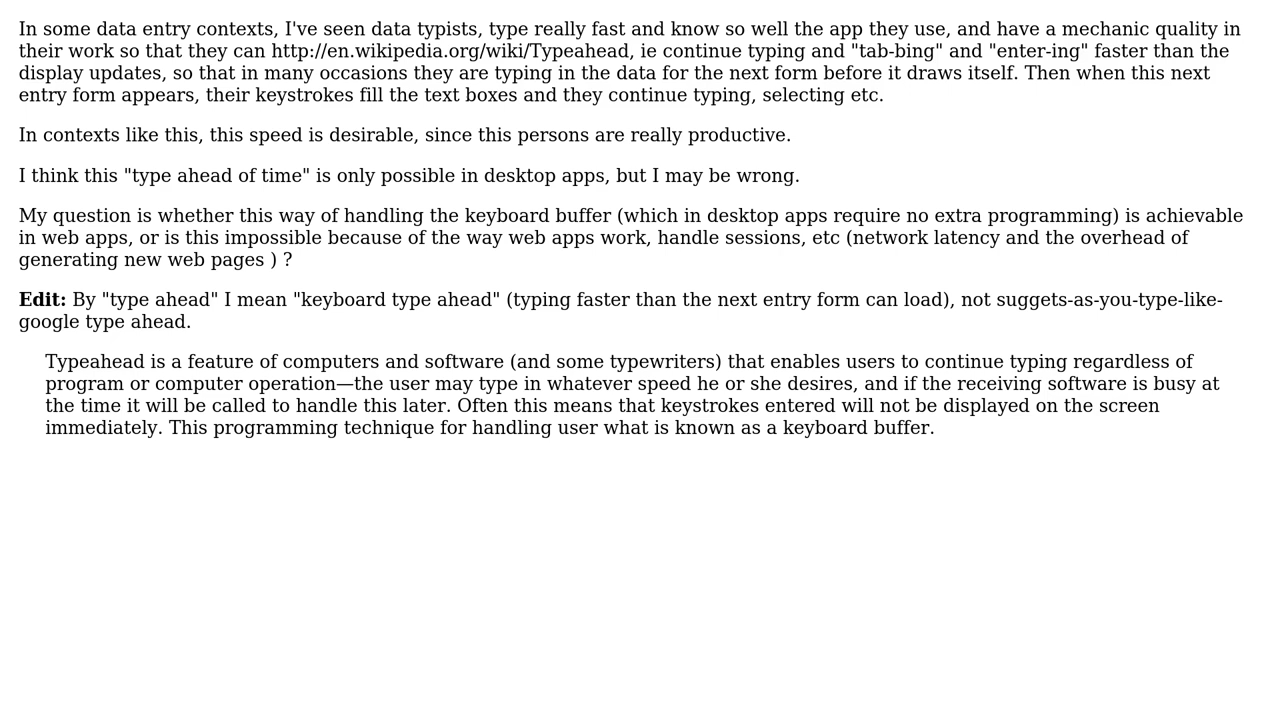 In some data entry contexts, I've seen data typists, type really fast and know so well the app they use, and have a mechanic quality in
their work so that they can http://en.wikipedia.org/wiki/Typeahead, ie continue typing and "tab-bing" and "enter-ing" faster than the
display updates, so that in many occasions they are typing in the data for the next form before it draws itself. Then when this next
entry form appears, their keystrokes fill the text boxes and they continue typing, selecting etc.
In contexts like this, this speed is desirable, since this persons are really productive.
I think this "type ahead of time" is only possible in desktop apps, but I may be wrong.
My question is whether this way of handling the keyboard buffer (which in desktop apps require no extra programming) is achievable
in web apps, or is this impossible because of the way web apps work, handle sessions, etc (network latency and the overhead of
generating new web pages ) ?
Edit: By "type ahead" I mean "keyboard type ahead" (typing faster than the next entry form can load), not suggets-as-you-type-like-
google type ahead.
Typeahead is a feature of computers and software (and some typewriters) that enables users to continue typing regardless of
program or computer operation—the user may type in whatever speed he or she desires, and if the receiving software is busy at
the time it will be called to handle this later. Often this means that keystrokes entered will not be displayed on the screen
immediately. This programming technique for handling user what is known as a keyboard buffer.